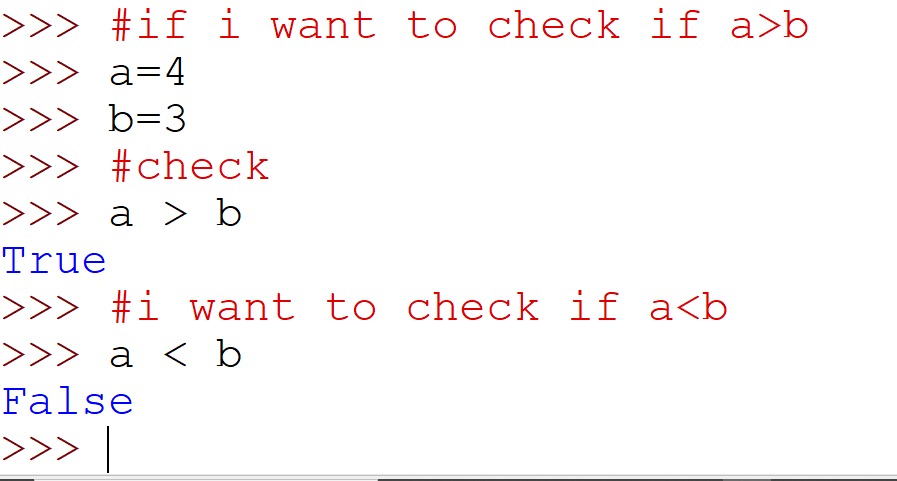 >>> #if i want to check if a>b
>>> a=4
>>> b=3
>>> #check
>>> a > b
True
>>> #i want to check if a<b
>>> a < b
False
>>>